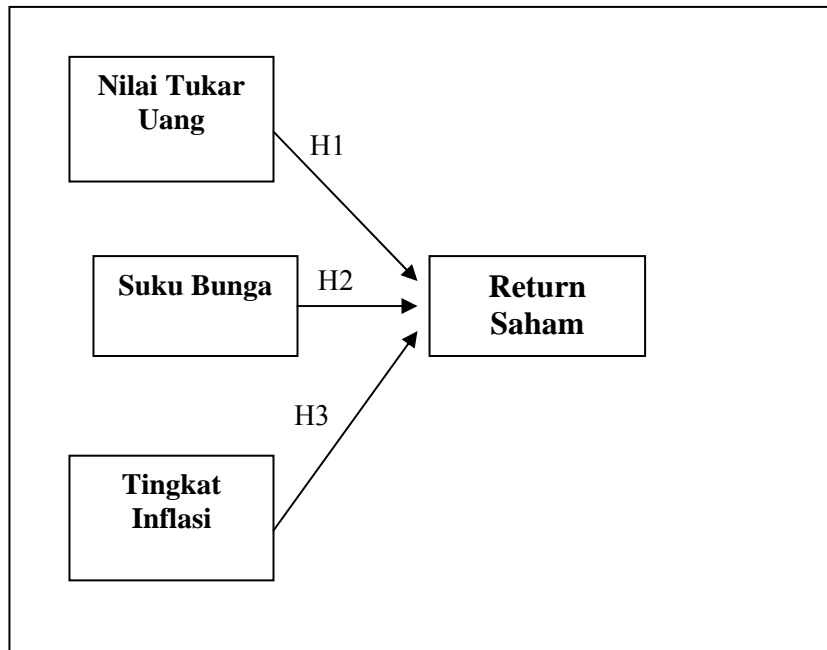 Nilai Tukar
Uang
H1
Suku Bunga
H2
Return
Saham
H3
Tingkat
Inflasi